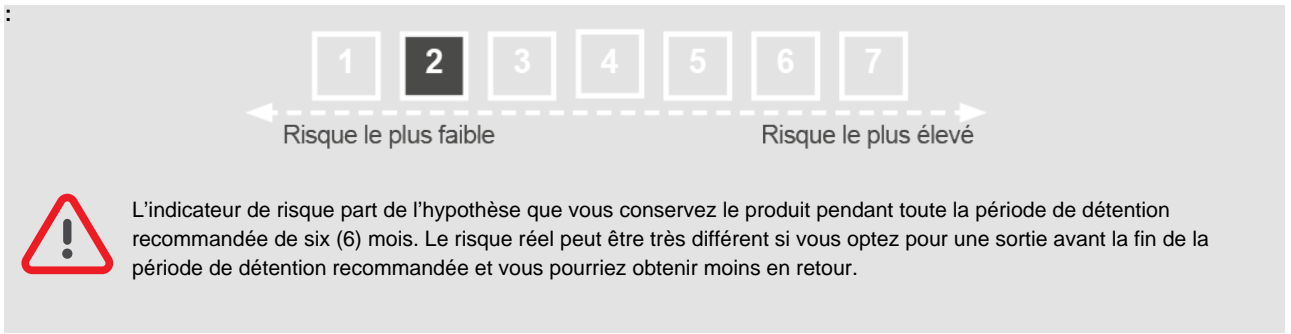 :
1 2 3 4 5 6 7
Risque le plus faible Risque le plus élevé
L'indicateur de risque part de l'hypothèse que vous conservez le produit pendant toute la période de détention
recommandée de six (6) mois. Le risque réel peut être très différent si vous optez pour une sortie avant la fin de la
période de détention recommandée et vous pourriez obtenir moins en retour.